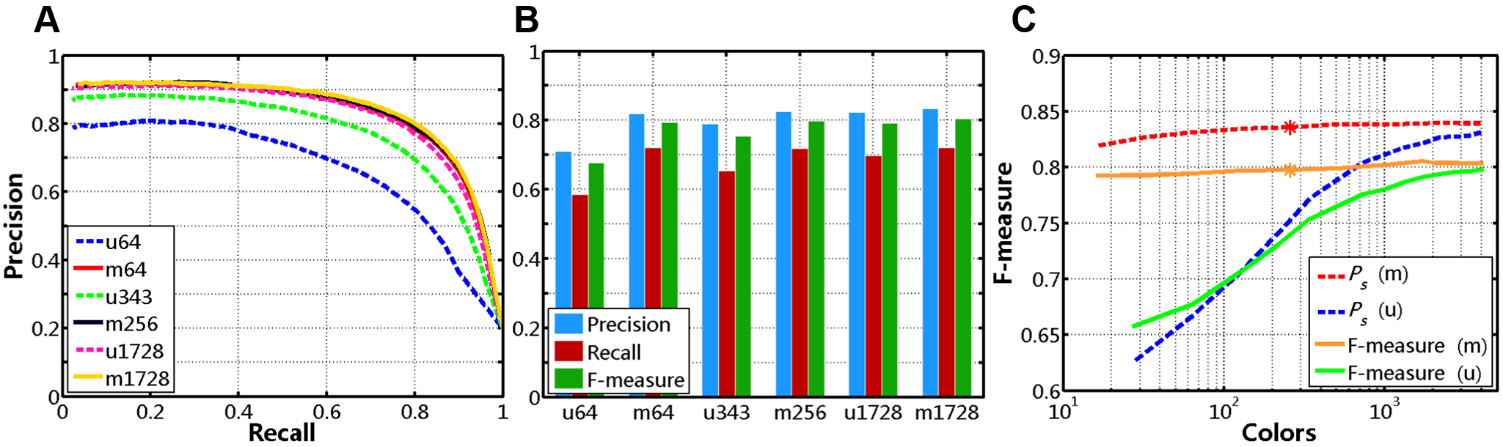 A
Precision
1
0.8
0.6
0.4
0.2
0
0
0.2
0.4
0.6
0.8
1
Recall
u64
m64
u343
m256
u1728
m1728
B
1
0.8
0.6
0.4
0.2
0
u64
m64
u343
m256
u1728
m1728
Precision
Recall
F-measure
C
F-measure
0.9
0.85
0.8
0.75
0.7
0.65
0.6
10¹
10²
10³
Colors
Pₛ (m)
Pₛ (u)
F-measure (m)
F-measure (u)